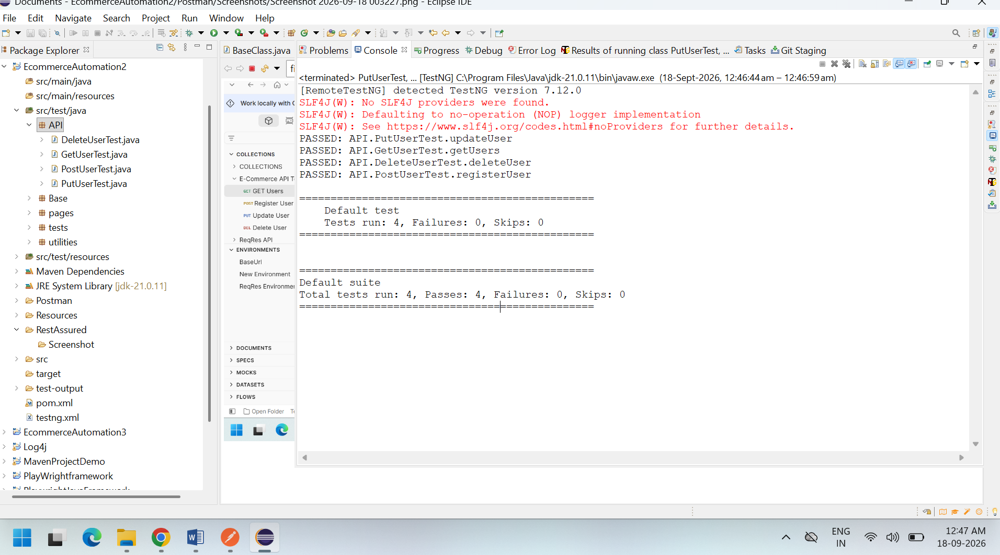 Documents - EcommerceAutomation2/Postman/Screenshots/Screenshot 2026-09-18 003227.png - Eclipse IDE
File Edit Navigate Search Project Run Window Help
Package Explorer
EcommerceAutomation2
src/main/java
src/main/resources
src/test/java
API
DeleteUserTest.java
GetUserTest.java
PostUserTest.java
PutUserTest.java
Base
pages
tests
utilities
src/test/resources
Maven Dependencies
JRE System Library [jdk-21.0.11]
Postman
Resources
RestAssured
Screenshot
src
target
test-output
pom.xml
testng.xml
EcommerceAutomation3
Log4j
MavenProjectDemo
PlayWrightframework
BaseClass.java
fi
Work locally with
COLLECTIONS
COLLECTIONS
E-Commerce API T
GET GET Users
POST Register User
PUT Update User
DEL Delete User
ReqRes API
ENVIRONMENTS
BaseUrl
New Environment
ReqRes Environme
DOCUMENTS
SPECS
MOCKS
DATASETS
FLOWS
Open Folder
Problems Console Progress Debug Error Log Results of running class PutUserTest, ... Tasks Git Staging
<terminated> PutUserTest, ... [TestNG] C:\Program Files\Java\jdk-21.0.11\bin\javaw.exe (18-Sept-2026, 12:46:44 am – 12:46:59 am)
[RemoteTestNG] detected TestNG version 7.12.0
SLF4J(W): No SLF4J providers were found.
SLF4J(W): Defaulting to no-operation (NOP) logger implementation
SLF4J(W): See https://www.slf4j.org/codes.html#noProviders for further details.
PASSED: API.PutUserTest.updateUser
PASSED: API.GetUserTest.getUsers
PASSED: API.DeleteUserTest.deleteUser
PASSED: API.PostUserTest.registerUser
===============================================
Default test
Tests run: 4, Failures: 0, Skips: 0
===============================================
===============================================
Default suite
Total tests run: 4, Passes: 4, Failures: 0, Skips: 0
===============================================
ENG
IN
12:47 AM
18-09-2026